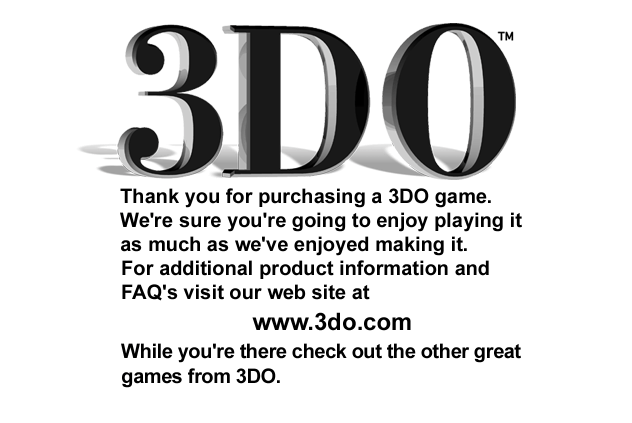 3DO™
Thank you for purchasing a 3DO game.
We're sure you're going to enjoy playing it
as much as we've enjoyed making it.
For additional product information and
FAQ's visit our web site at
www.3do.com
While you're there check out the other great
games from 3DO.